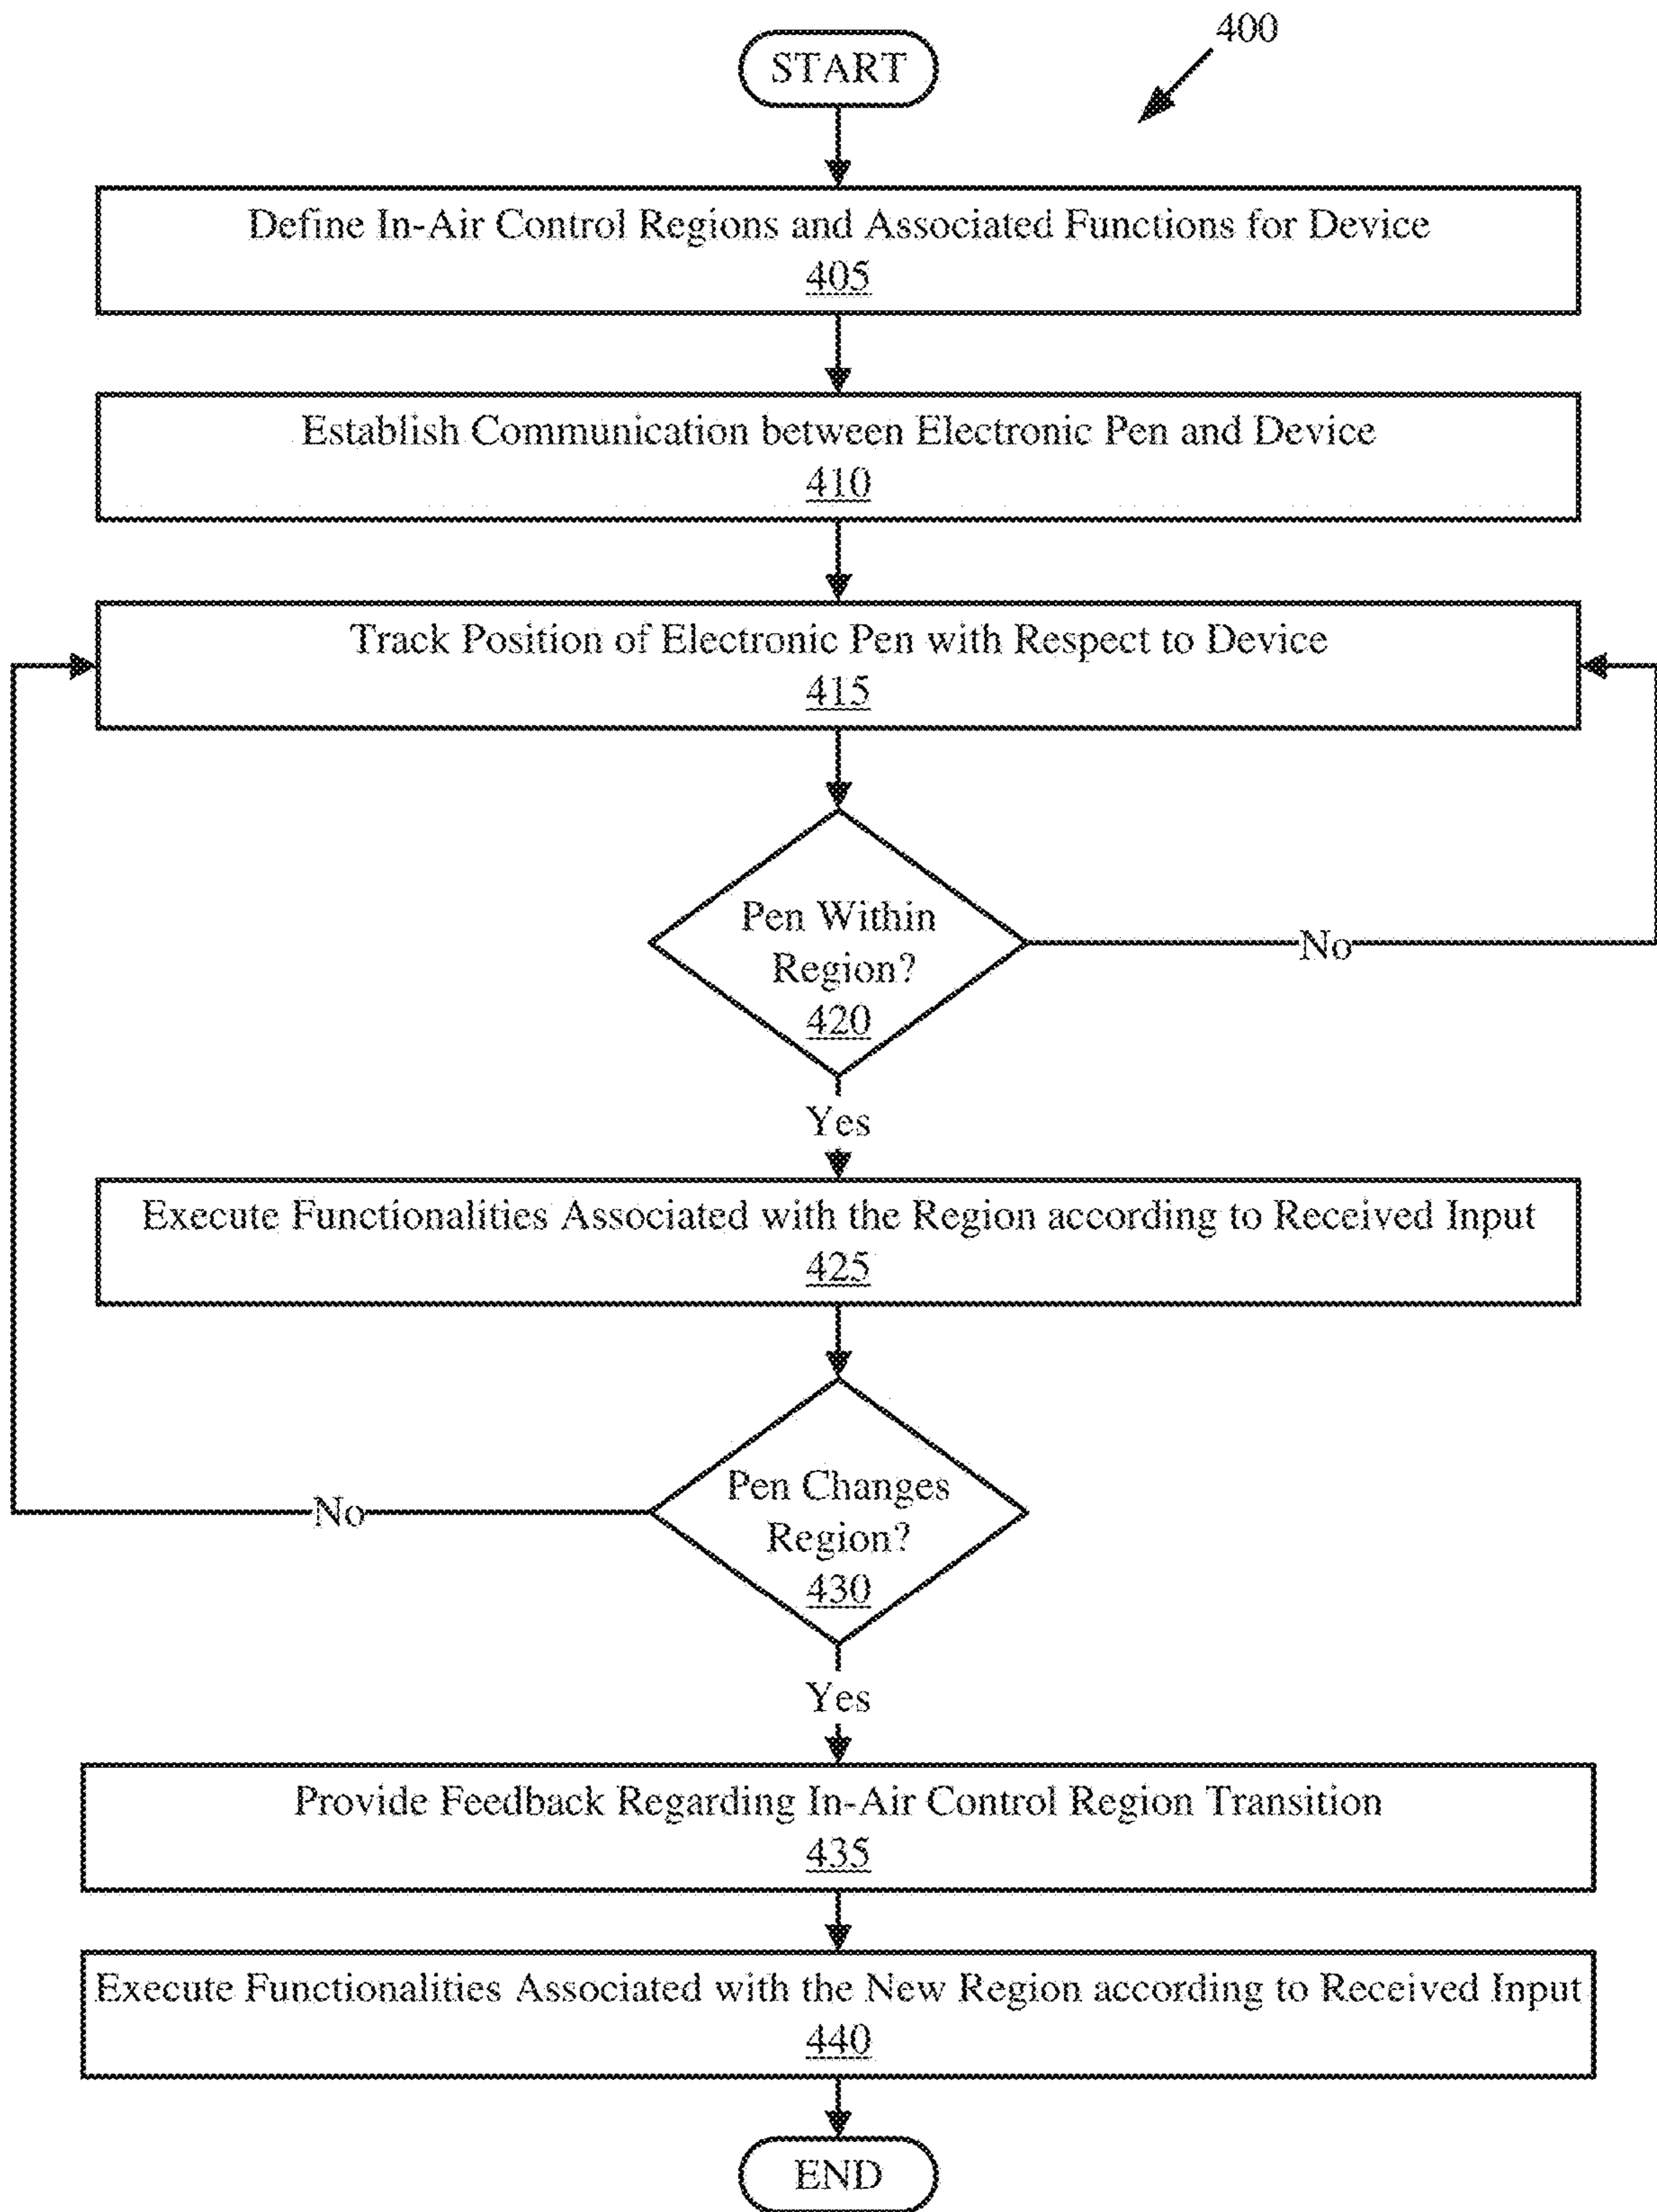 400
START
Define In-Air Control Regions and Associated Functions for Device
405
Establish Communication between Electronic Pen and Device
410
Track Position of Electronic Pen with Respect to Device
415
Pen Within
Region?
420
No
Yes
Execute Functionalities Associated with the Region according to Received Input
425
Pen Changes
Region?
430
No
Yes
Provide Feedback Regarding In-Air Control Region Transition
435
Execute Functionalities Associated with the New Region according to Received Input
440
END